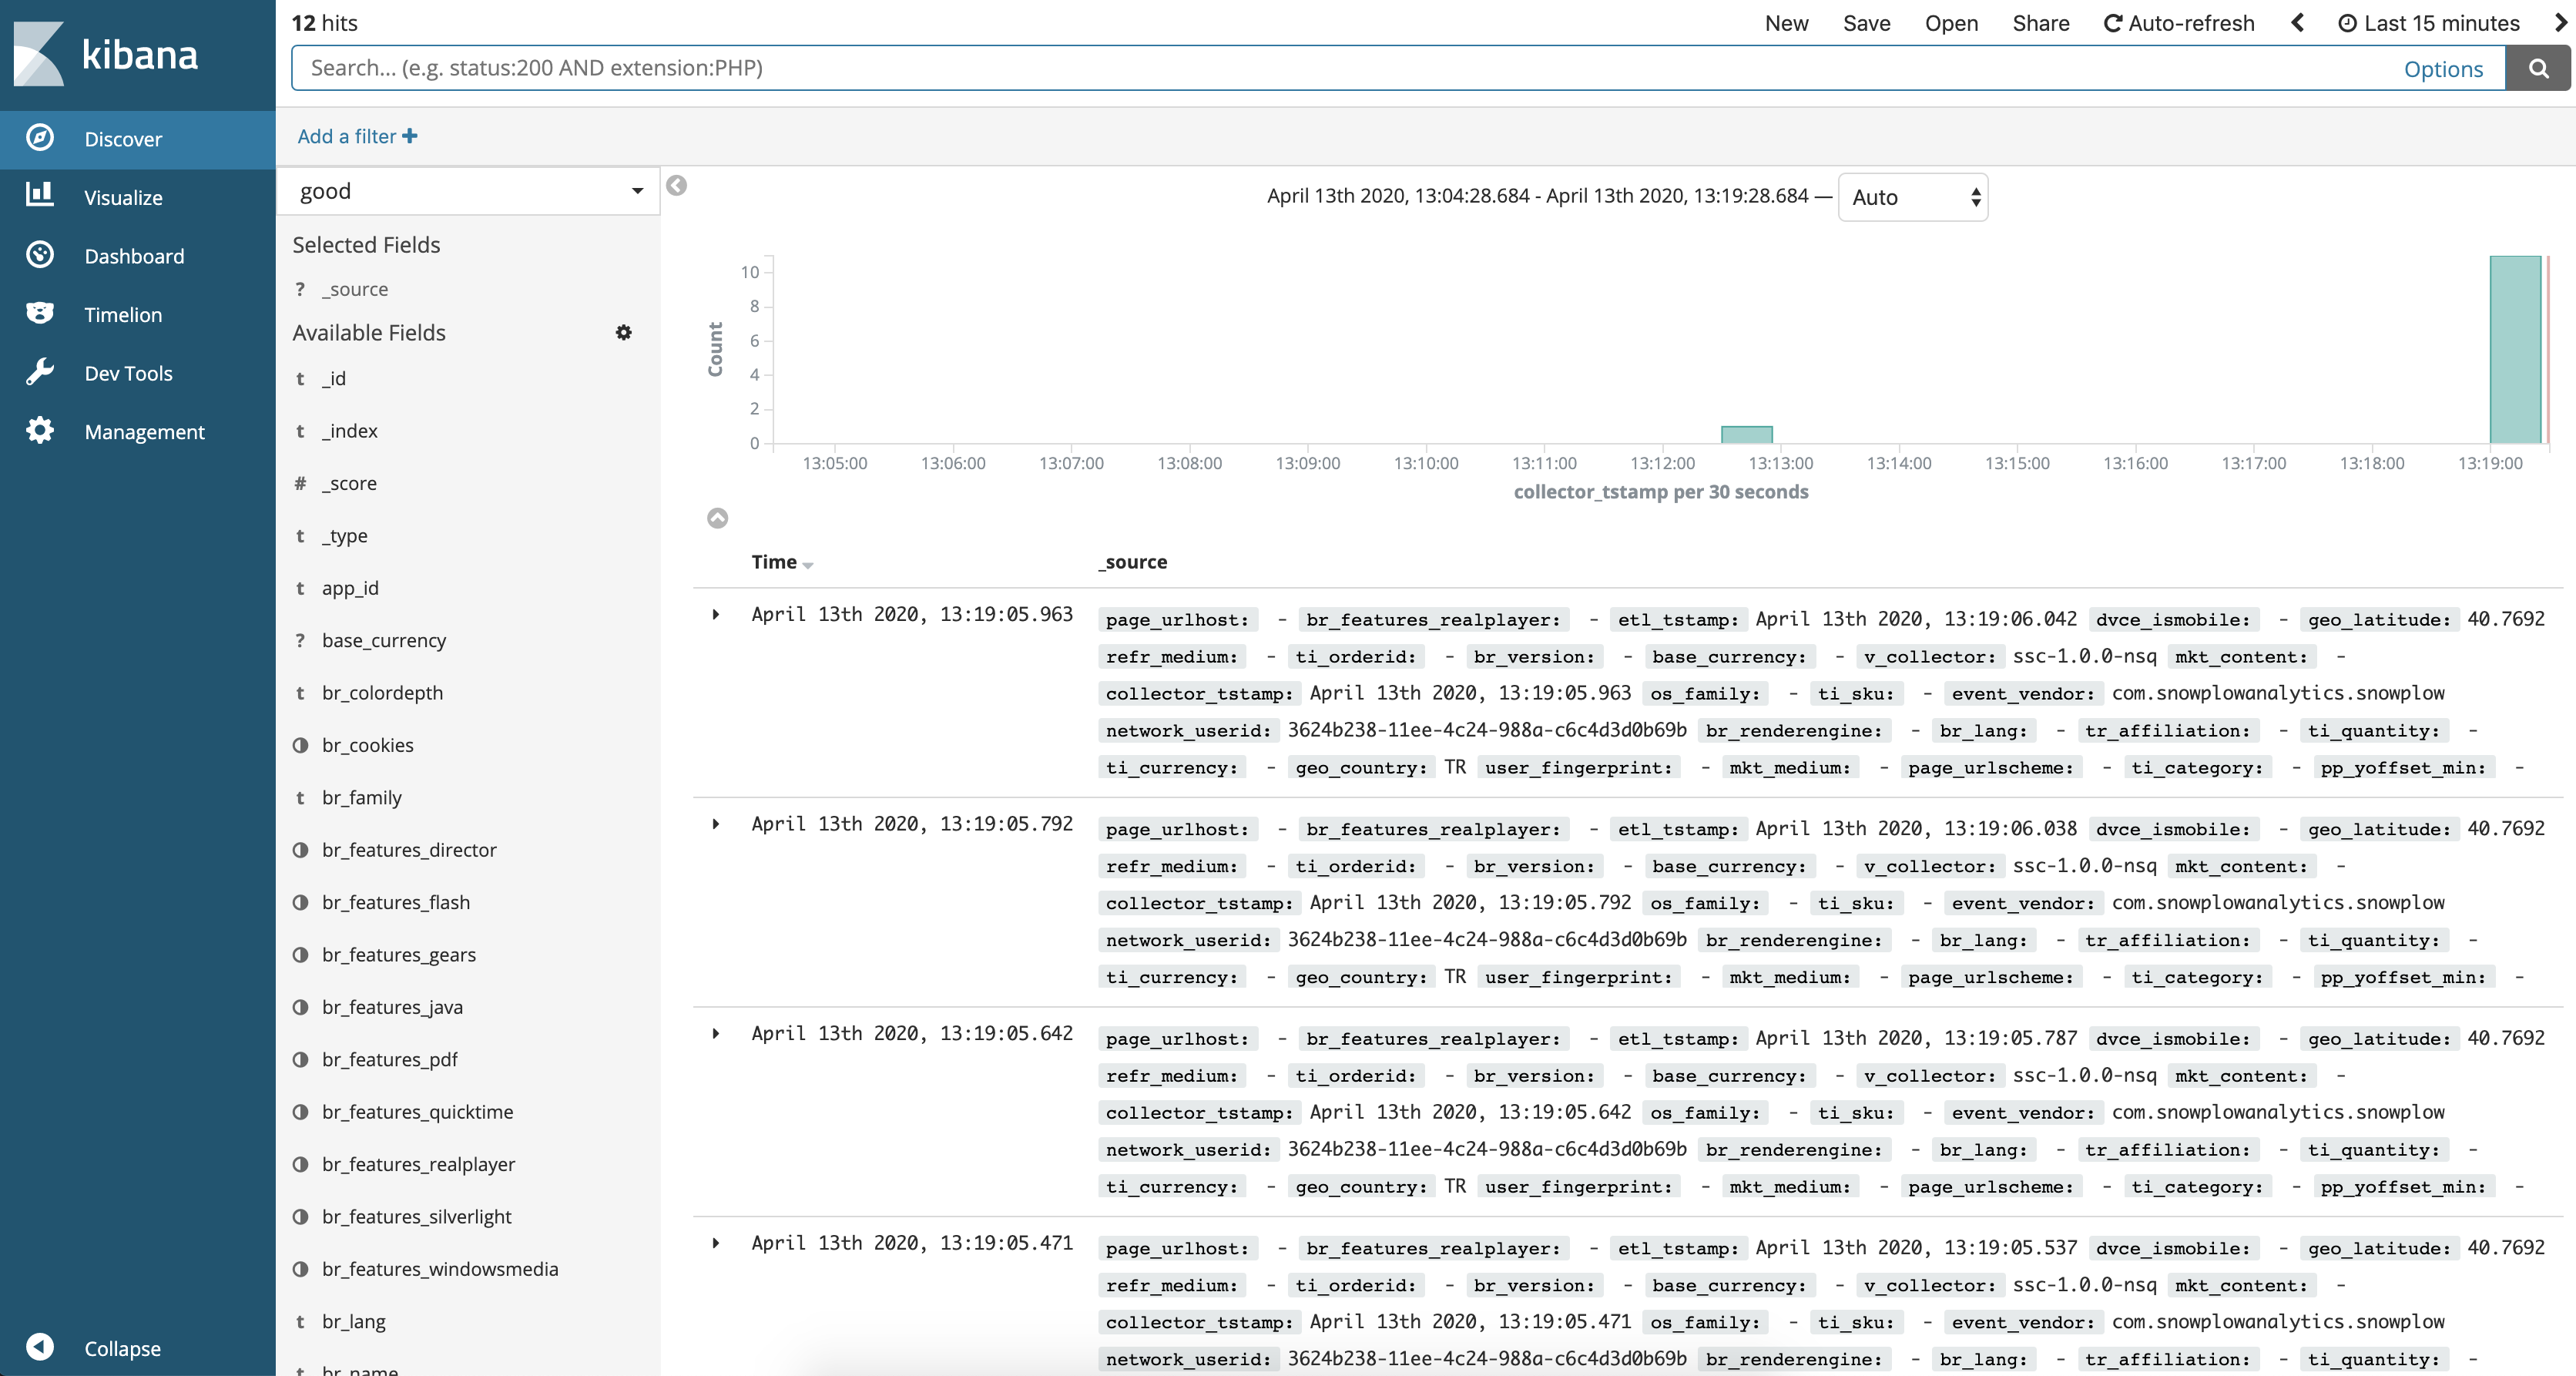 kibana
Discover
Visualize
Dashboard
Timelion
Dev Tools
Management
Collapse
12 hits
New Save Open Share Auto-refresh Last 15 minutes
Search... (e.g. status:200 AND extension:PHP) Options
Add a filter
good
Selected Fields
? _source
Available Fields
t _id
t _index
# _score
t _type
t app_id
? base_currency
t br_colordepth
br_cookies
t br_family
br_features_director
br_features_flash
br_features_gears
br_features_java
br_features_pdf
br_features_quicktime
br_features_realplayer
br_features_silverlight
br_features_windowsmedia
t br_lang
t br_name
April 13th 2020, 13:04:28.684 - April 13th 2020, 13:19:28.684 — Auto
Count
10
8
6
4
2
0
13:05:00 13:06:00 13:07:00 13:08:00 13:09:00 13:10:00 13:11:00 13:12:00 13:13:00 13:14:00 13:15:00 13:16:00 13:17:00 13:18:00 13:19:00
collector_tstamp per 30 seconds
Time _source
April 13th 2020, 13:19:05.963 page_urlhost: - br_features_realplayer: - etl_tstamp: April 13th 2020, 13:19:06.042 dvce_ismobile: - geo_latitude: 40.7692
refr_medium: - ti_orderid: - br_version: - base_currency: - v_collector: ssc-1.0.0-nsq mkt_content: -
collector_tstamp: April 13th 2020, 13:19:05.963 os_family: - ti_sku: - event_vendor: com.snowplowanalytics.snowplow
network_userid: 3624b238-11ee-4c24-988a-c6c4d3d0b69b br_renderengine: - br_lang: - tr_affiliation: - ti_quantity: -
ti_currency: - geo_country: TR user_fingerprint: - mkt_medium: - page_urlscheme: - ti_category: - pp_yoffset_min: -
April 13th 2020, 13:19:05.792 page_urlhost: - br_features_realplayer: - etl_tstamp: April 13th 2020, 13:19:06.038 dvce_ismobile: - geo_latitude: 40.7692
refr_medium: - ti_orderid: - br_version: - base_currency: - v_collector: ssc-1.0.0-nsq mkt_content: -
collector_tstamp: April 13th 2020, 13:19:05.792 os_family: - ti_sku: - event_vendor: com.snowplowanalytics.snowplow
network_userid: 3624b238-11ee-4c24-988a-c6c4d3d0b69b br_renderengine: - br_lang: - tr_affiliation: - ti_quantity: -
ti_currency: - geo_country: TR user_fingerprint: - mkt_medium: - page_urlscheme: - ti_category: - pp_yoffset_min: -
April 13th 2020, 13:19:05.642 page_urlhost: - br_features_realplayer: - etl_tstamp: April 13th 2020, 13:19:05.787 dvce_ismobile: - geo_latitude: 40.7692
refr_medium: - ti_orderid: - br_version: - base_currency: - v_collector: ssc-1.0.0-nsq mkt_content: -
collector_tstamp: April 13th 2020, 13:19:05.642 os_family: - ti_sku: - event_vendor: com.snowplowanalytics.snowplow
network_userid: 3624b238-11ee-4c24-988a-c6c4d3d0b69b br_renderengine: - br_lang: - tr_affiliation: - ti_quantity: -
ti_currency: - geo_country: TR user_fingerprint: - mkt_medium: - page_urlscheme: - ti_category: - pp_yoffset_min: -
April 13th 2020, 13:19:05.471 page_urlhost: - br_features_realplayer: - etl_tstamp: April 13th 2020, 13:19:05.537 dvce_ismobile: - geo_latitude: 40.7692
refr_medium: - ti_orderid: - br_version: - base_currency: - v_collector: ssc-1.0.0-nsq mkt_content: -
collector_tstamp: April 13th 2020, 13:19:05.471 os_family: - ti_sku: - event_vendor: com.snowplowanalytics.snowplow
network_userid: 3624b238-11ee-4c24-988a-c6c4d3d0b69b br_renderengine: - br_lang: - tr_affiliation: - ti_quantity: -